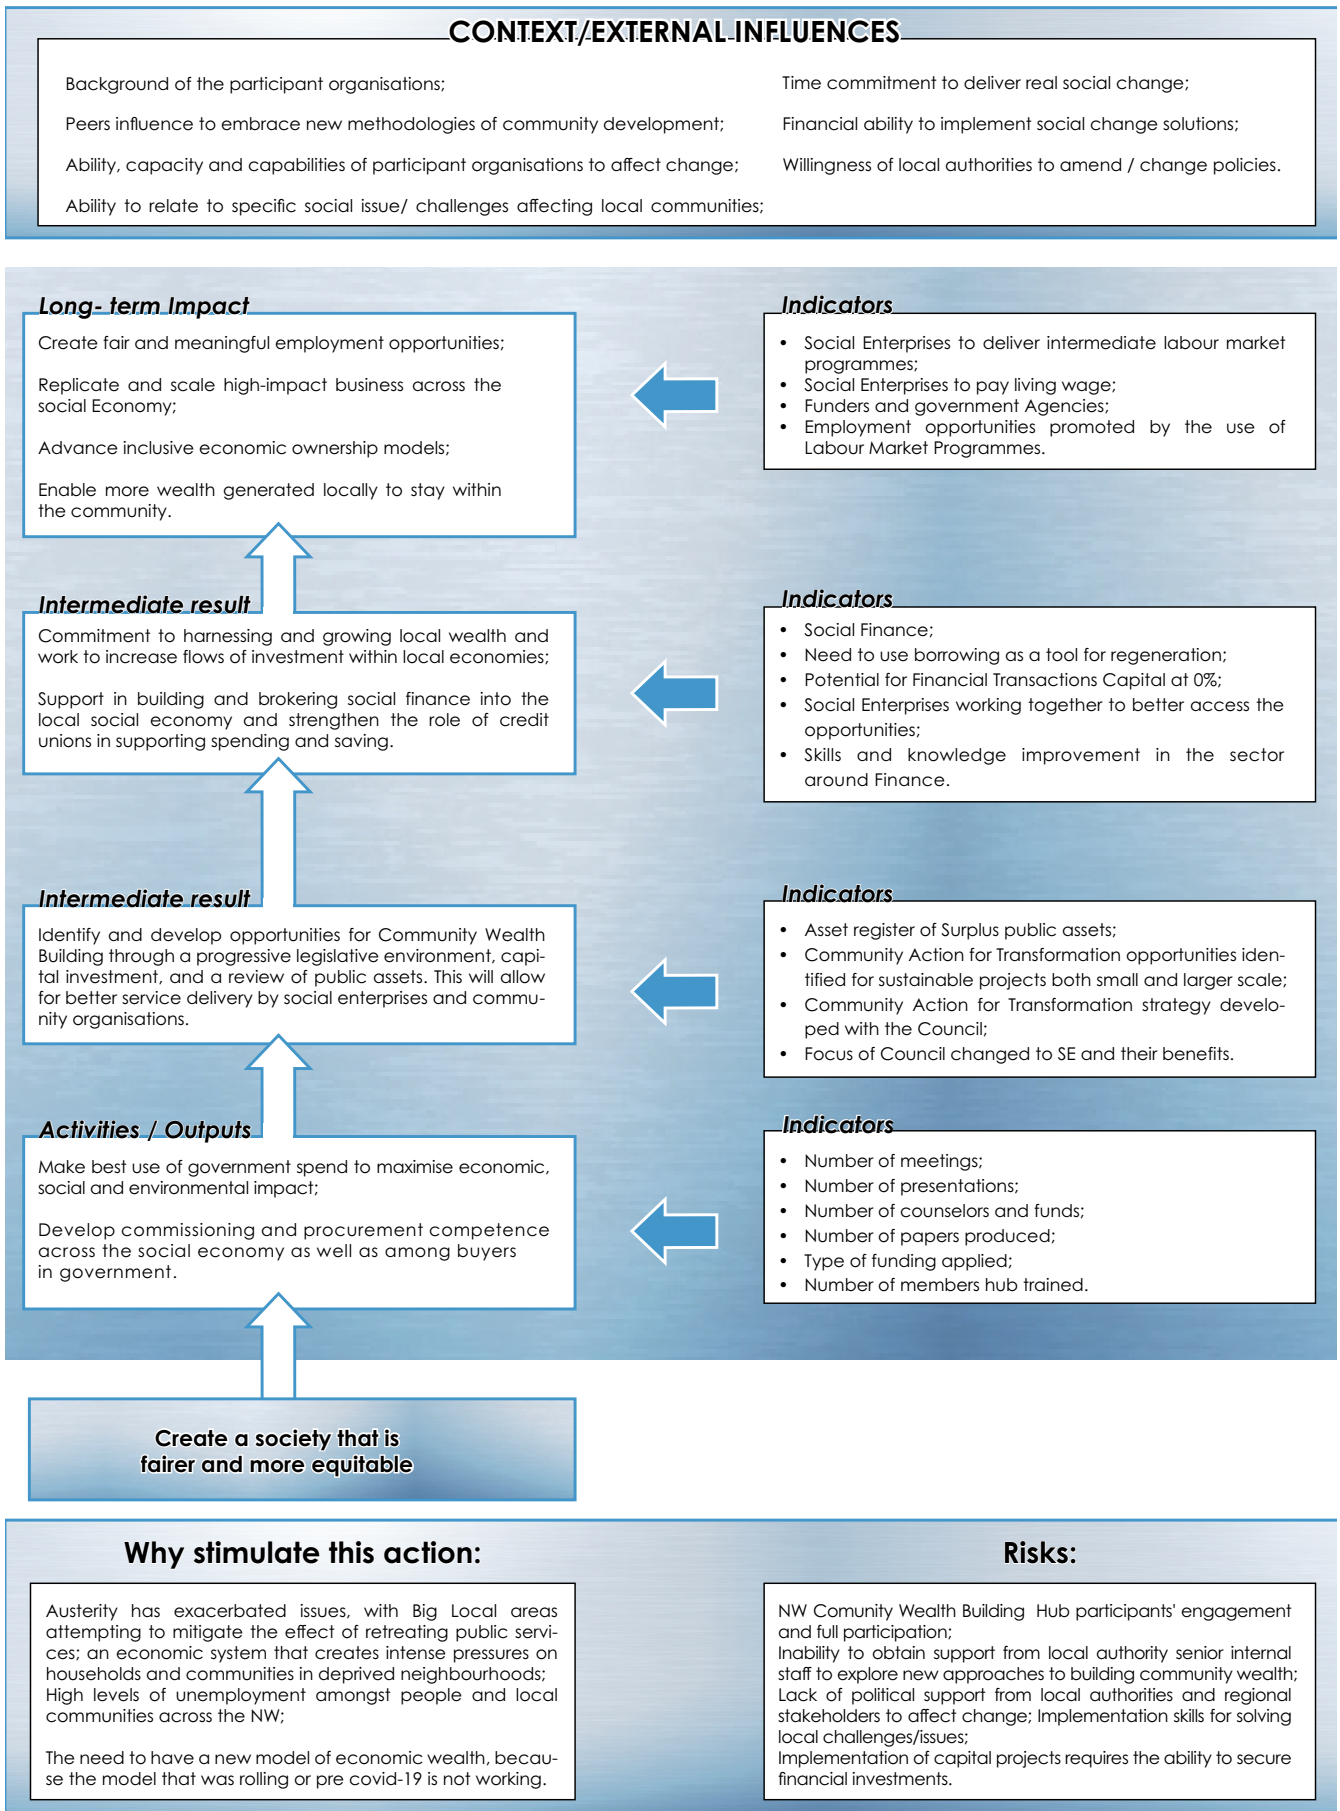 CONTEXT/EXTERNAL INFLUENCES
Background of the participant organisations;
Peers influence to embrace new methodologies of community development;
Ability, capacity and capabilities of participant organisations to affect change;
Ability to relate to specific social issue/ challenges affecting local communities;
Time commitment to deliver real social change;
Financial ability to implement social change solutions;
Willingness of local authorities to amend / change policies.
Long- term Impact
Create fair and meaningful employment opportunities;
Replicate and scale high-impact business across the
social Economy;
Advance inclusive economic ownership models;
Enable more wealth generated locally to stay within
the community.
Indicators
• Social Enterprises to deliver intermediate labour market
programmes;
• Social Enterprises to pay living wage;
• Funders and government Agencies;
• Employment opportunities promoted by the use of
Labour Market Programmes.
Intermediate result
Commitment to harnessing and growing local wealth and
work to increase flows of investment within local economies;
Support in building and brokering social finance into the
local social economy and strengthen the role of credit
unions in supporting spending and saving.
Indicators
• Social Finance;
• Need to use borrowing as a tool for regeneration;
• Potential for Financial Transactions Capital at 0%;
• Social Enterprises working together to better access the
opportunities;
• Skills and knowledge improvement in the sector
around Finance.
Intermediate result
Identify and develop opportunities for Community Wealth
Building through a progressive legislative environment, capi-
tal investment, and a review of public assets. This will allow
for better service delivery by social enterprises and commu-
nity organisations.
Indicators
• Asset register of Surplus public assets;
• Community Action for Transformation opportunities iden-
tified for sustainable projects both small and larger scale;
• Community Action for Transformation strategy develo-
ped with the Council;
• Focus of Council changed to SE and their benefits.
Activities / Outputs
Make best use of government spend to maximise economic,
social and environmental impact;
Develop commissioning and procurement competence
across the social economy as well as among buyers
in government.
Indicators
• Number of meetings;
• Number of presentations;
• Number of counselors and funds;
• Number of papers produced;
• Type of funding applied;
• Number of members hub trained.
Create a society that is
fairer and more equitable
Why stimulate this action:
Austerity has exacerbated issues, with Big Local areas
attempting to mitigate the effect of retreating public servi-
ces; an economic system that creates intense pressures on
households and communities in deprived neighbourhoods;
High levels of unemployment amongst people and local
communities across the NW;
The need to have a new model of economic wealth, becau-
se the model that was rolling or pre covid-19 is not working.
Risks:
NW Comunity Wealth Building Hub participants' engagement
and full participation;
Inability to obtain support from local authority senior internal
staff to explore new approaches to building community wealth;
Lack of political support from local authorities and regional
stakeholders to affect change; Implementation skills for solving
local challenges/issues;
Implementation of capital projects requires the ability to secure
financial investments.